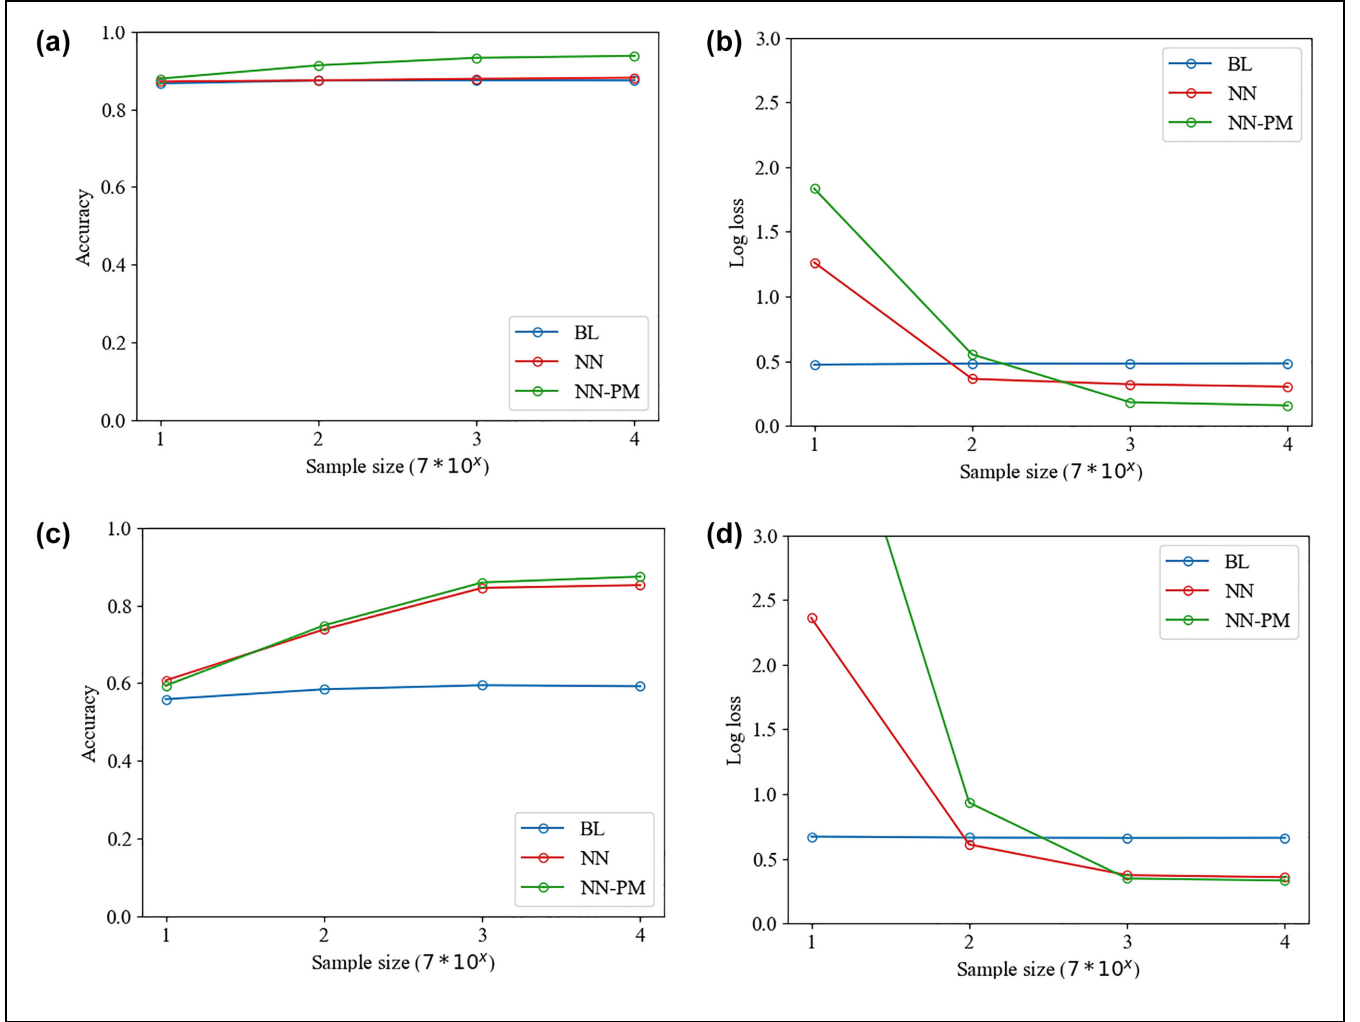 (a)
1.0
0.8
0.6
0.4
0.2
0.0
Accuracy
BL
NN
NN-PM
1 2 3 4
Sample size (7 * 10^x)
(b)
3.0
2.5
2.0
1.5
1.0
0.5
0.0
Log loss
BL
NN
NN-PM
1 2 3 4
Sample size (7 * 10^x)
(c)
1.0
0.8
0.6
0.4
0.2
0.0
Accuracy
BL
NN
NN-PM
1 2 3 4
Sample size (7 * 10^x)
(d)
3.0
2.5
2.0
1.5
1.0
0.5
0.0
Log loss
BL
NN
NN-PM
1 2 3 4
Sample size (7 * 10^x)